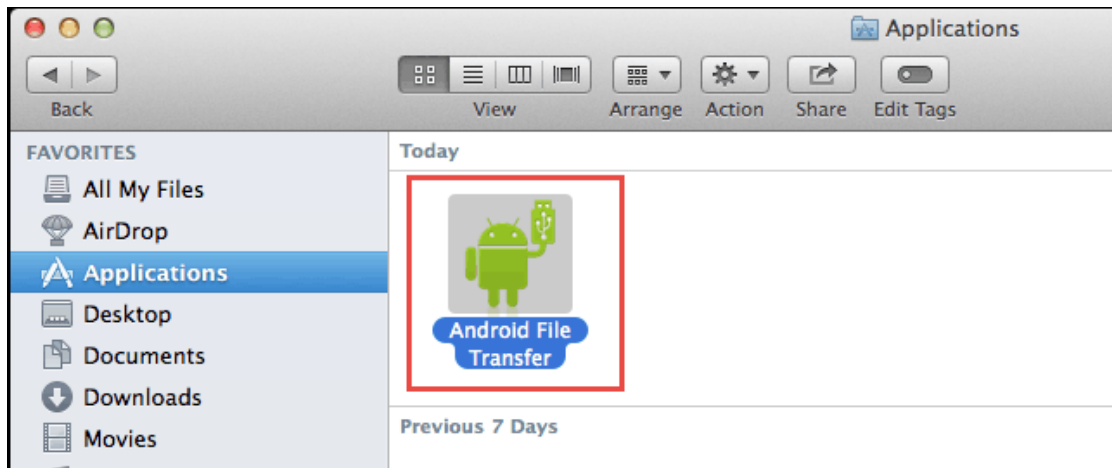 Applications
Back
View
Arrange
Action
Share
Edit Tags
FAVORITES
All My Files
AirDrop
Applications
Desktop
Documents
Downloads
Movies
Today
Android File
Transfer
Previous 7 Days